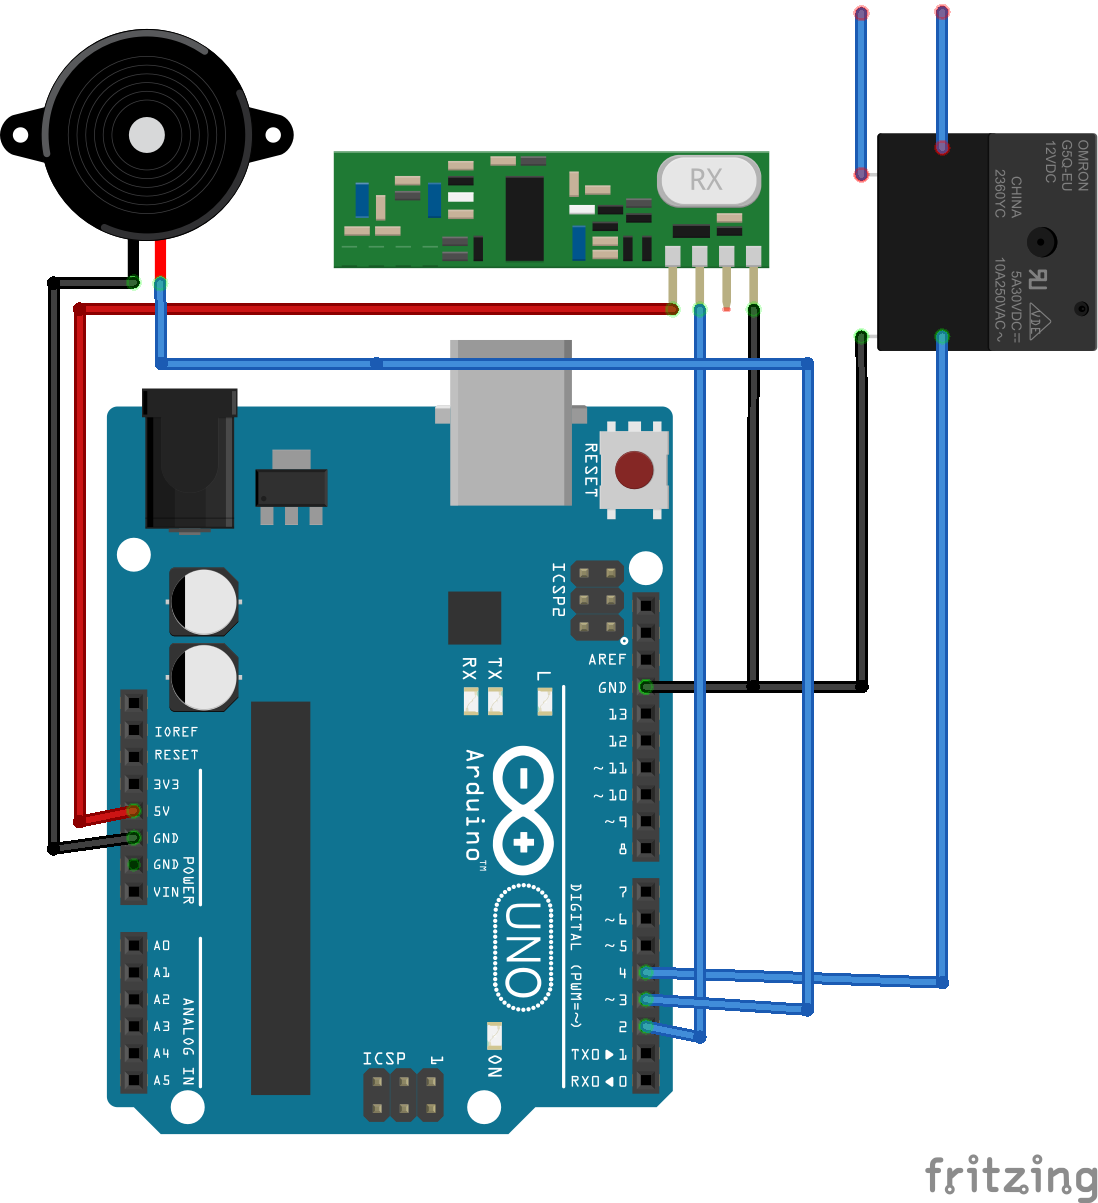 RX
OMRON
G5Q-EU
12VDC
CHINA
2360YC
5A30VDC=
10A250VAC~
VDE
RESET
ICSP2
RX
TX
L
AREF
GND
13
12
~11
~10
~9
8
IOREF
RESET
3V3
5V
GND
GND
VIN
POWER
Arduino™
UNO
DIGITAL (PWM=~)
7
~6
~5
4
~3
2
TX0▶1
RX0◀0
A0
A1
A2
A3
A4
A5
ANALOG IN
ICSP
1
ON
fritzing